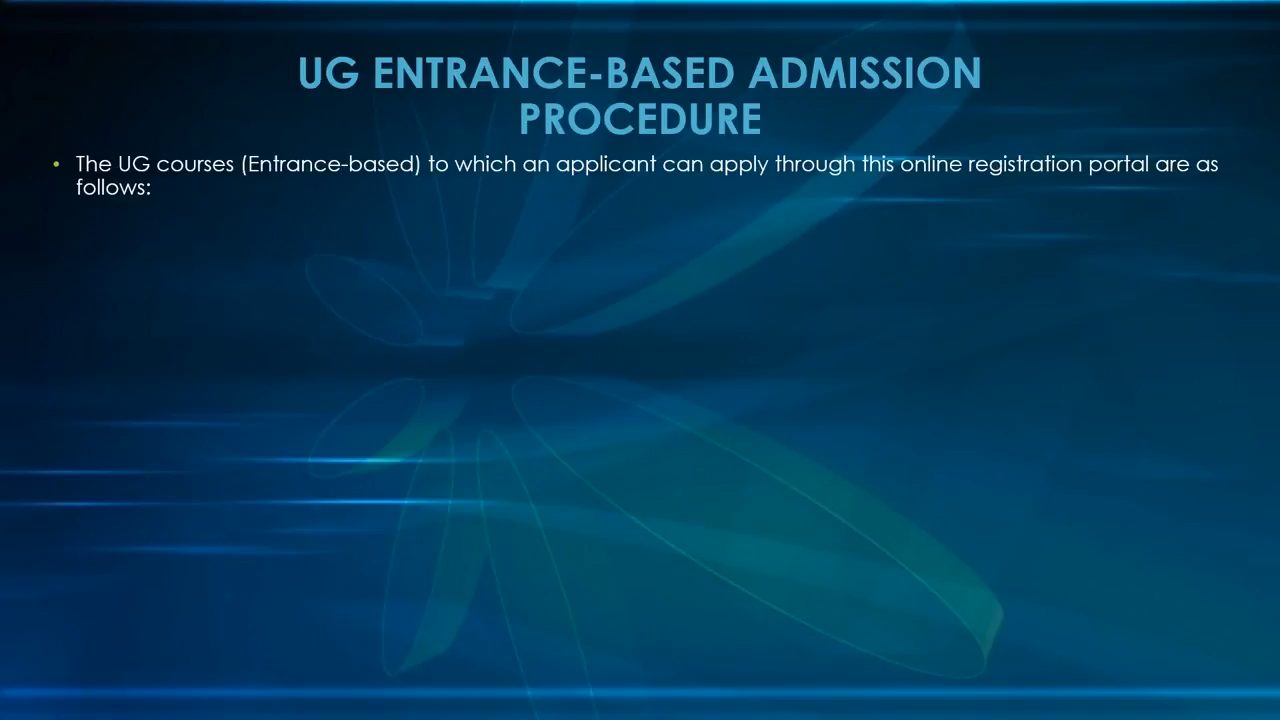 UG ENTRANCE-BASED ADMISSION
PROCEDURE
• The UG courses (Entrance-based) to which an applicant can apply through this online registration portal are as
follows: